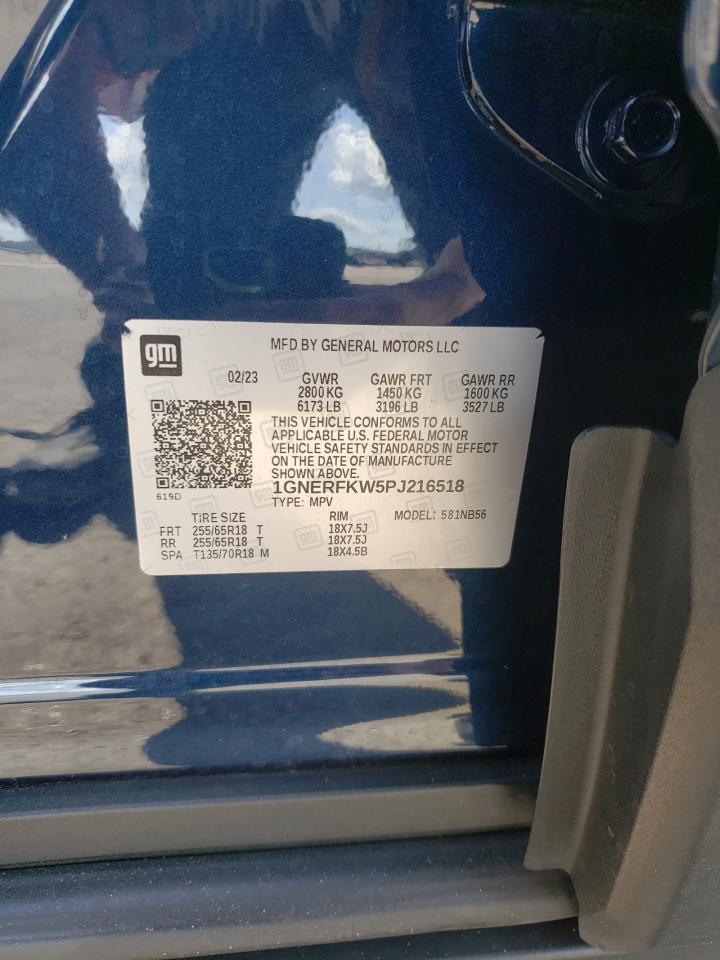 gm
MFD BY GENERAL MOTORS LLC
02/23 GVWR GAWR FRT GAWR RR
2800 KG 1450 KG 1600 KG
6173 LB 3196 LB 3527 LB
THIS VEHICLE CONFORMS TO ALL
APPLICABLE U.S. FEDERAL MOTOR
VEHICLE SAFETY STANDARDS IN EFFECT
ON THE DATE OF MANUFACTURE
SHOWN ABOVE.
619D
1GNERFKW5PJ216518
TYPE: MPV
TIRE SIZE RIM MODEL: 581NB56
FRT 255/65R18 T 18X7.5J
RR 255/65R18 T 18X7.5J
SPA T135/70R18 M 18X4.5B